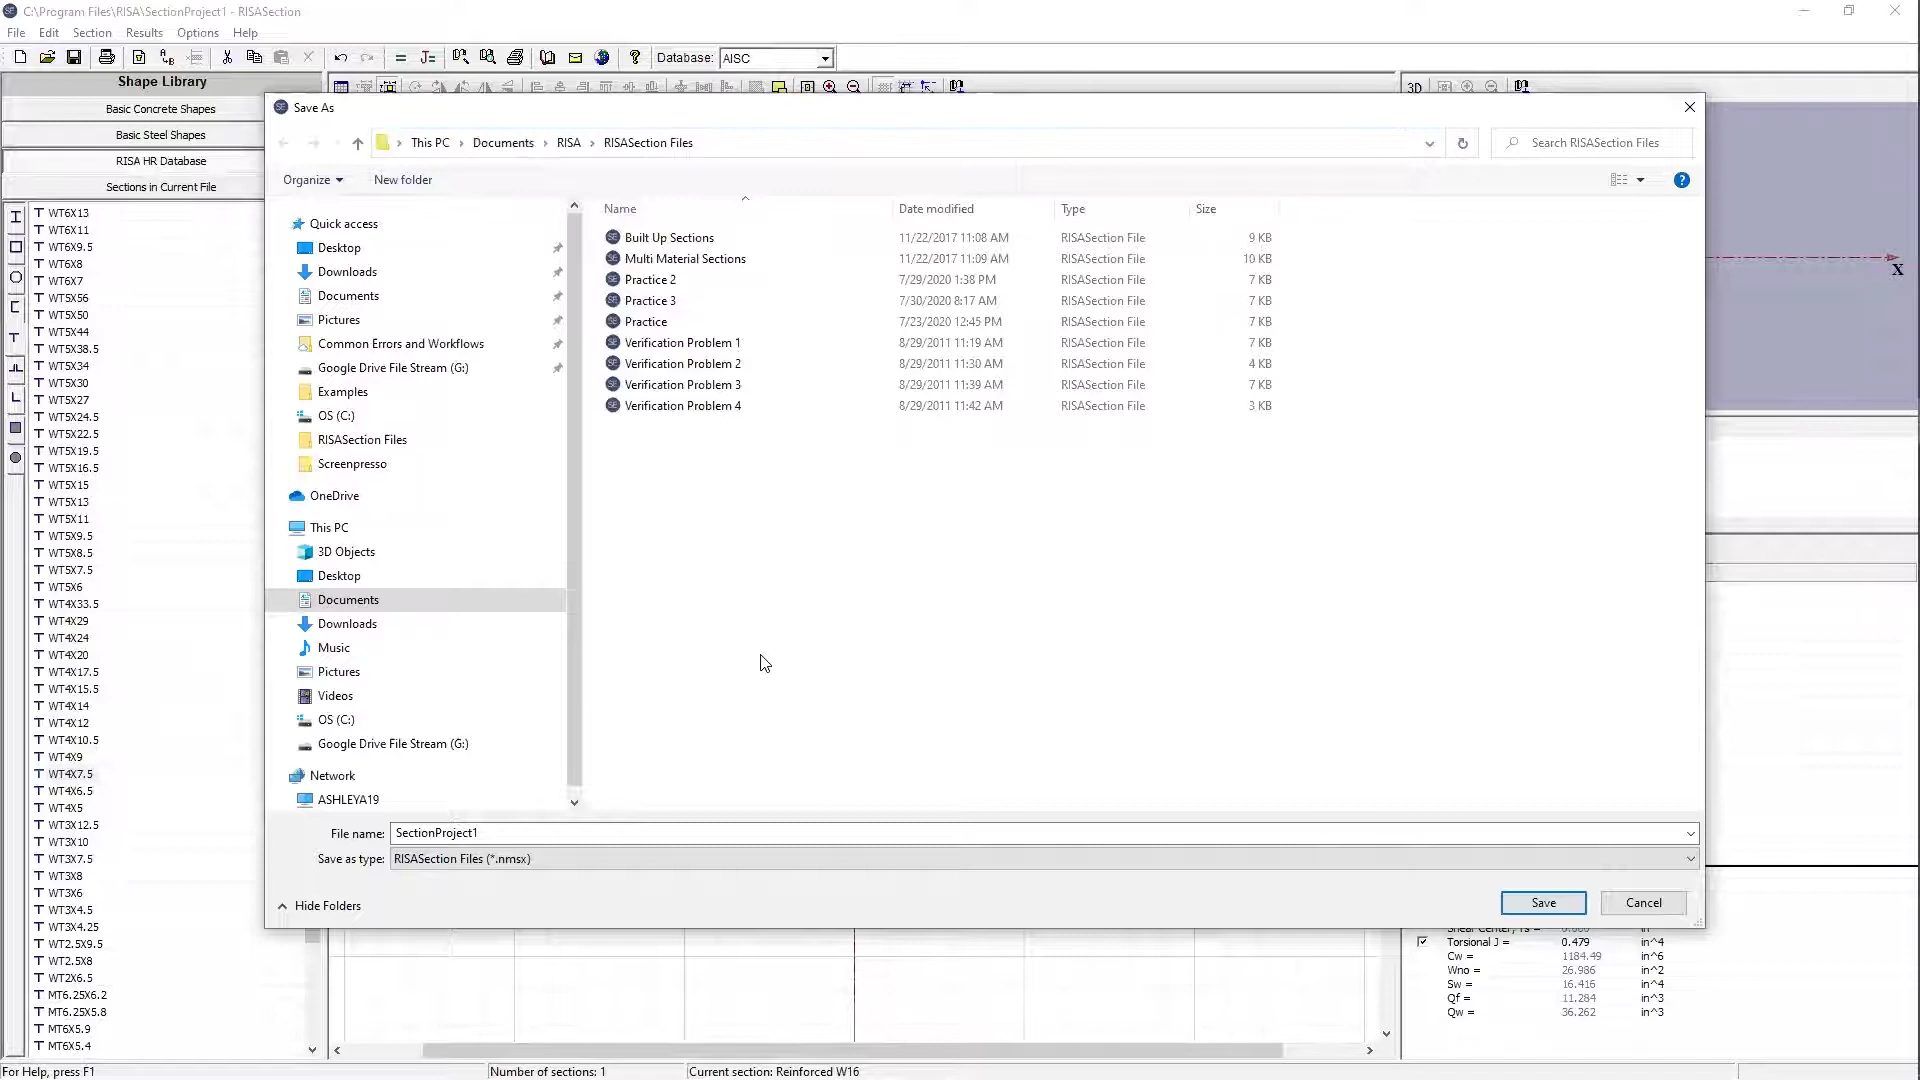 C:\Program Files\RISA\SectionProject1 - RISASection
File Edit Section Results Options Help
Database: AISC
Shape Library
Basic Concrete Shapes
Basic Steel Shapes
RISA HR Database
Sections in Current File
WT6X13
WT6X11
WT6X9.5
WT6X8
WT6X7
WT5X56
WT5X50
WT5X44
WT5X38.5
WT5X34
WT5X30
WT5X27
WT5X24.5
WT5X22.5
WT5X19.5
WT5X16.5
WT5X15
WT5X13
WT5X11
WT5X9.5
WT5X8.5
WT5X7.5
WT5X6
WT4X33.5
WT4X29
WT4X24
WT4X20
WT4X17.5
WT4X15.5
WT4X14
WT4X12
WT4X10.5
WT4X9
WT4X7.5
WT4X6.5
WT4X5
WT3X12.5
WT3X10
WT3X7.5
WT3X8
WT3X6
WT3X4.5
WT3X4.25
WT2.5X9.5
WT2.5X8
WT2X6.5
MT6.25X6.2
MT6.25X5.8
MT6X5.9
MT6X5.4
Save As
This PC > Documents > RISA > RISASection Files
Search RISASection Files
Organize New folder
Quick access
Desktop
Downloads
Documents
Pictures
Common Errors and Workflows
Google Drive File Stream (G:)
Examples
OS (C:)
RISASection Files
Screenpresso
OneDrive
This PC
3D Objects
Desktop
Documents
Downloads
Music
Pictures
Videos
OS (C:)
Google Drive File Stream (G:)
Network
ASHLEYA19
Name Date modified Type Size
Built Up Sections 11/22/2017 11:08 AM RISASection File 9 KB
Multi Material Sections 11/22/2017 11:09 AM RISASection File 10 KB
Practice 2 7/29/2020 1:38 PM RISASection File 7 KB
Practice 3 7/30/2020 8:17 AM RISASection File 7 KB
Practice 7/23/2020 12:45 PM RISASection File 7 KB
Verification Problem 1 8/29/2011 11:19 AM RISASection File 7 KB
Verification Problem 2 8/29/2011 11:30 AM RISASection File 4 KB
Verification Problem 3 8/29/2011 11:39 AM RISASection File 7 KB
Verification Problem 4 8/29/2011 11:42 AM RISASection File 3 KB
File name: SectionProject1
Save as type: RISASection Files (*.nmsx)
Hide Folders
Save Cancel
3D
X
Torsional J = 0.479 in^4
Cw = 1184.49 in^6
Wno = 26.986 in^2
Sw = 16.416 in^4
Qf = 11.284 in^3
Qw = 36.262 in^3
For Help, press F1
Number of sections: 1
Current section: Reinforced W16